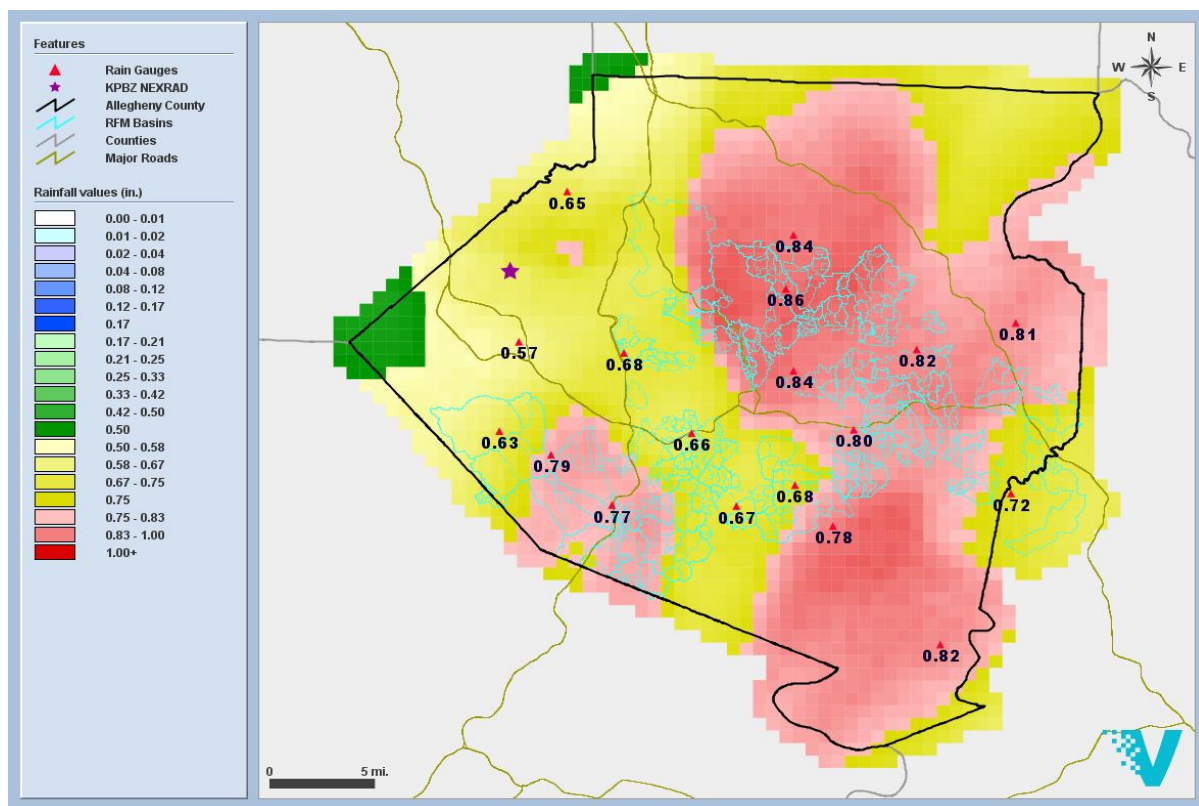 Features
Rain Gauges
KPBZ NEXRAD
Allegheny County
RFM Basins
Counties
Major Roads
Rainfall values (in.)
0.00 - 0.01
0.01 - 0.02
0.02 - 0.04
0.04 - 0.08
0.08 - 0.12
0.12 - 0.17
0.17
0.17 - 0.21
0.21 - 0.25
0.25 - 0.33
0.33 - 0.42
0.42 - 0.50
0.50
0.50 - 0.58
0.58 - 0.67
0.67 - 0.75
0.75
0.75 - 0.83
0.83 - 1.00
1.00+
N
W E
S
0.65
0.84
0.86
0.81
0.57
0.68
0.82
0.84
0.63
0.66
0.80
0.79
0.68
0.72
0.77
0.67
0.78
0.82
0 5 mi.
V